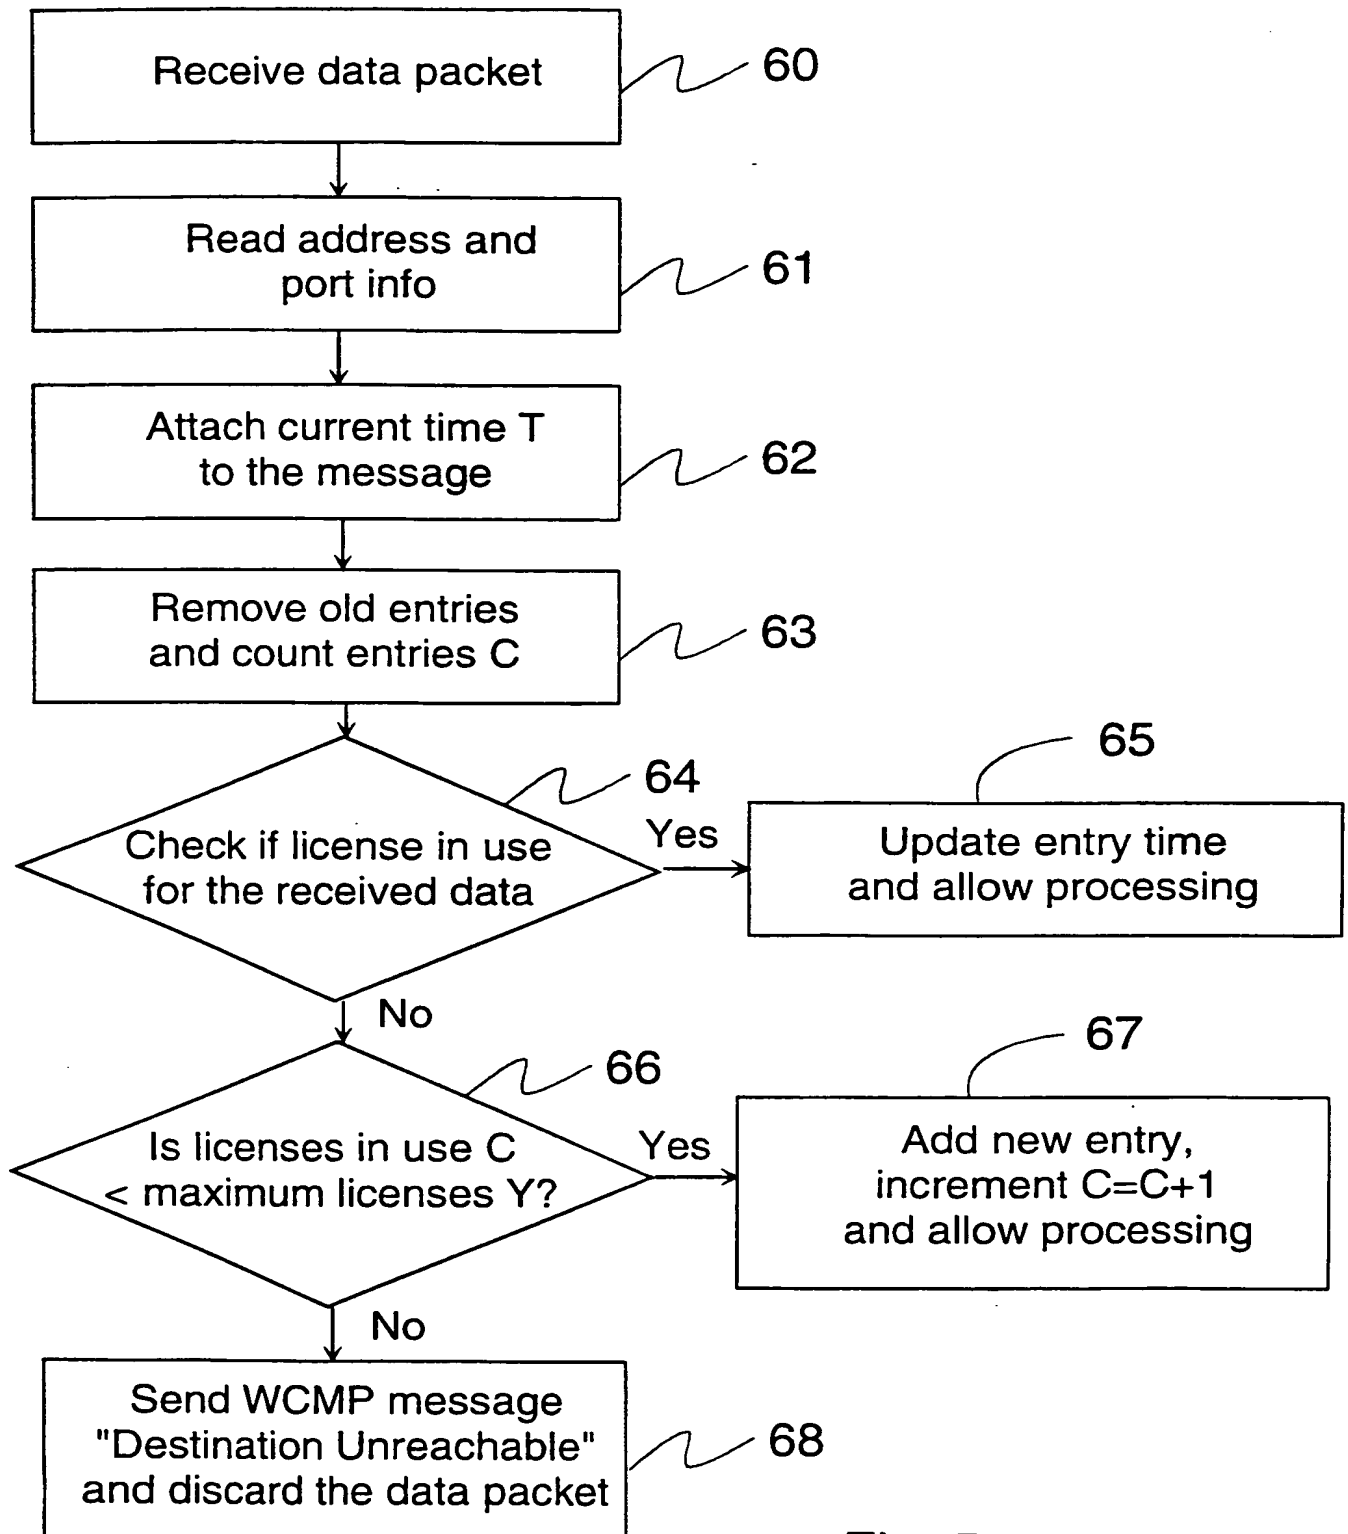 Receive data packet
60
Read address and
port info
61
Attach current time T
to the message
62
Remove old entries
and count entries C
63
64
Check if license in use
for the received data
Yes
65
Update entry time
and allow processing
No
66
Is licenses in use C
< maximum licenses Y?
Yes
67
Add new entry,
increment C=C+1
and allow processing
No
Send WCMP message
"Destination Unreachable"
and discard the data packet
68